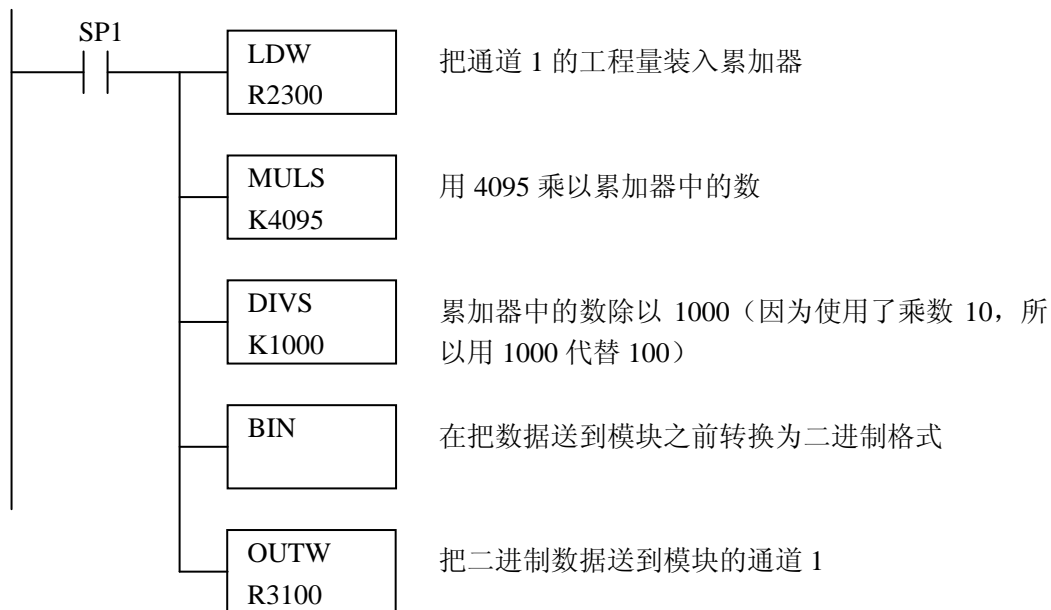 SP1
LDW
R2300
把通道 1 的工程量装入累加器
MULS
K4095
用 4095 乘以累加器中的数
DIVS
K1000
累加器中的数除以 1000（因为使用了乘数 10，所
以用 1000 代替 100）
BIN
在把数据送到模块之前转换为二进制格式
OUTW
R3100
把二进制数据送到模块的通道 1